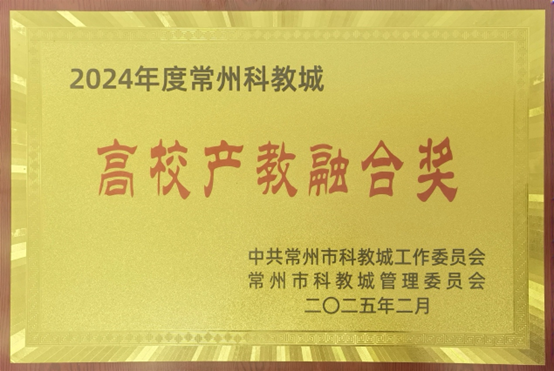 2024年度常州科教城
高校产教融合奖
中共常州市科教城工作委员会
常州市科教城管理委员会
二〇二五年二月